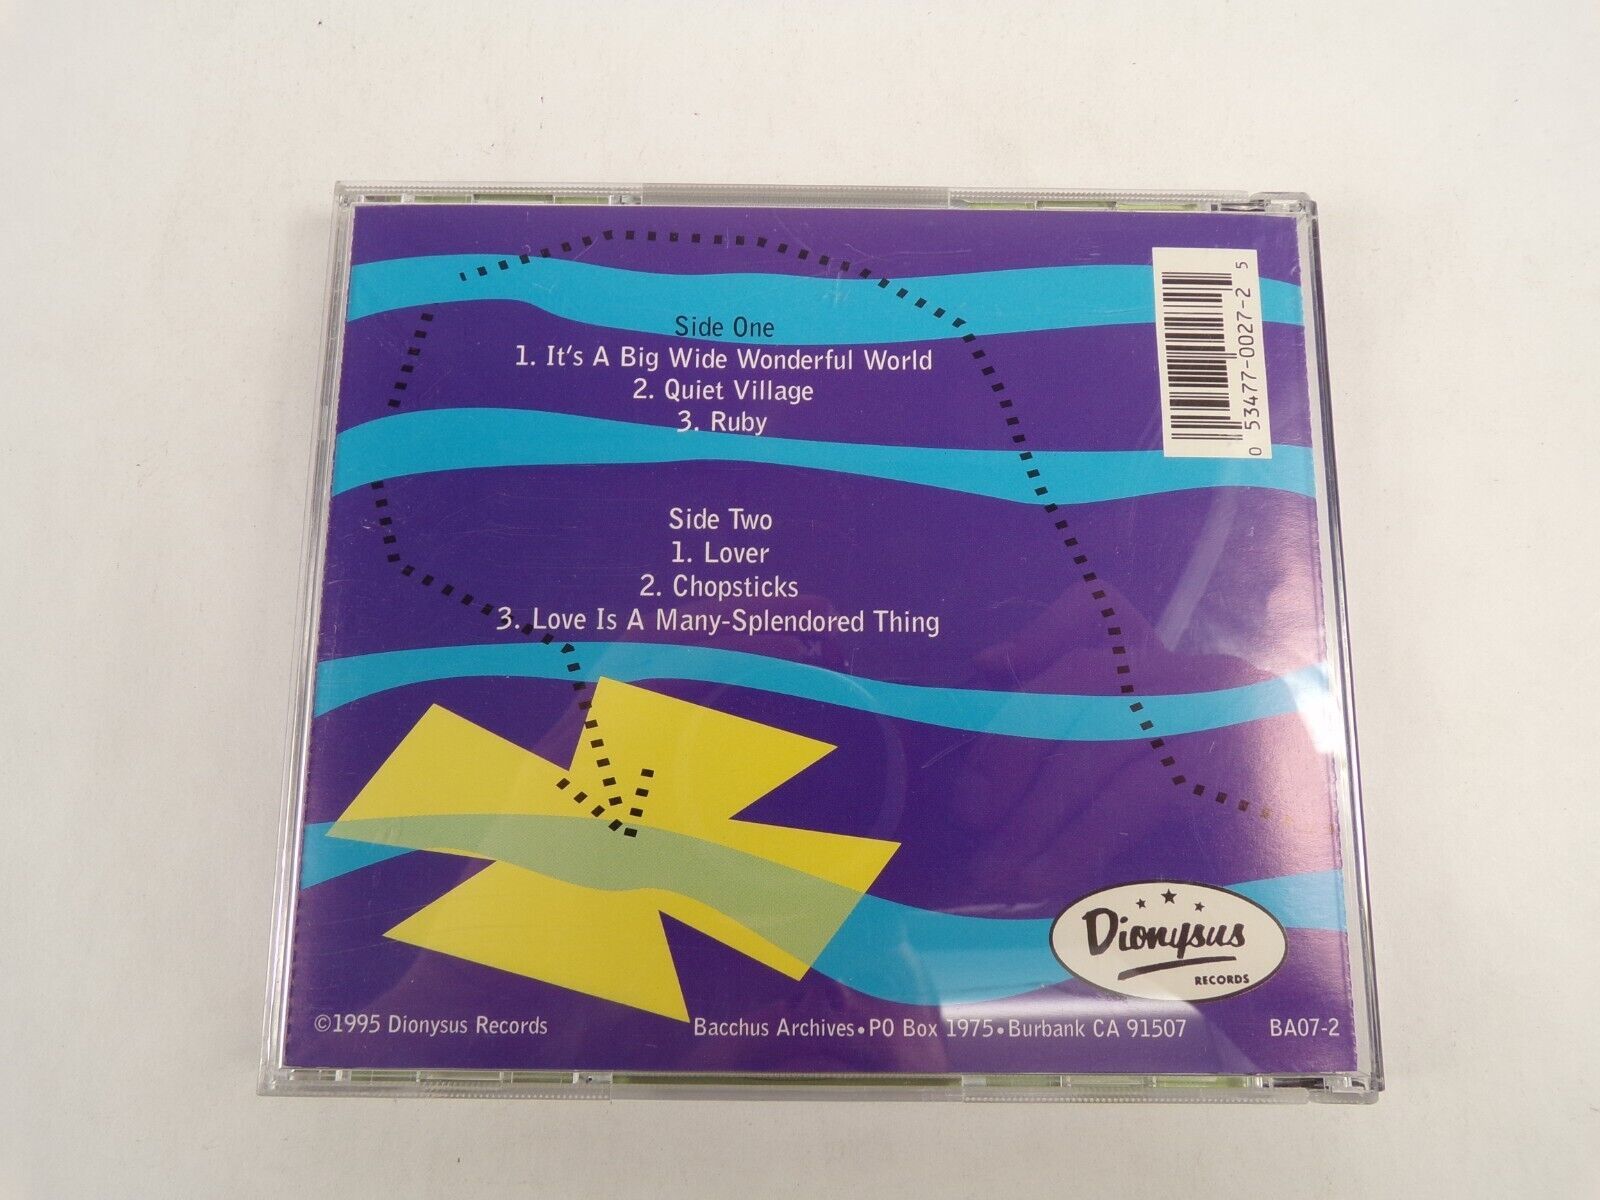 Side One
1. It's A Big Wide Wonderful World
2. Quiet Village
3. Ruby
Side Two
1. Lover
2. Chopsticks
3. Love Is A Many-Splendored Thing
0 53477-0027-2 5
Dionysus
RECORDS
©1995 Dionysus Records
Bacchus Archives•PO Box 1975•Burbank CA 91507
BA07-2